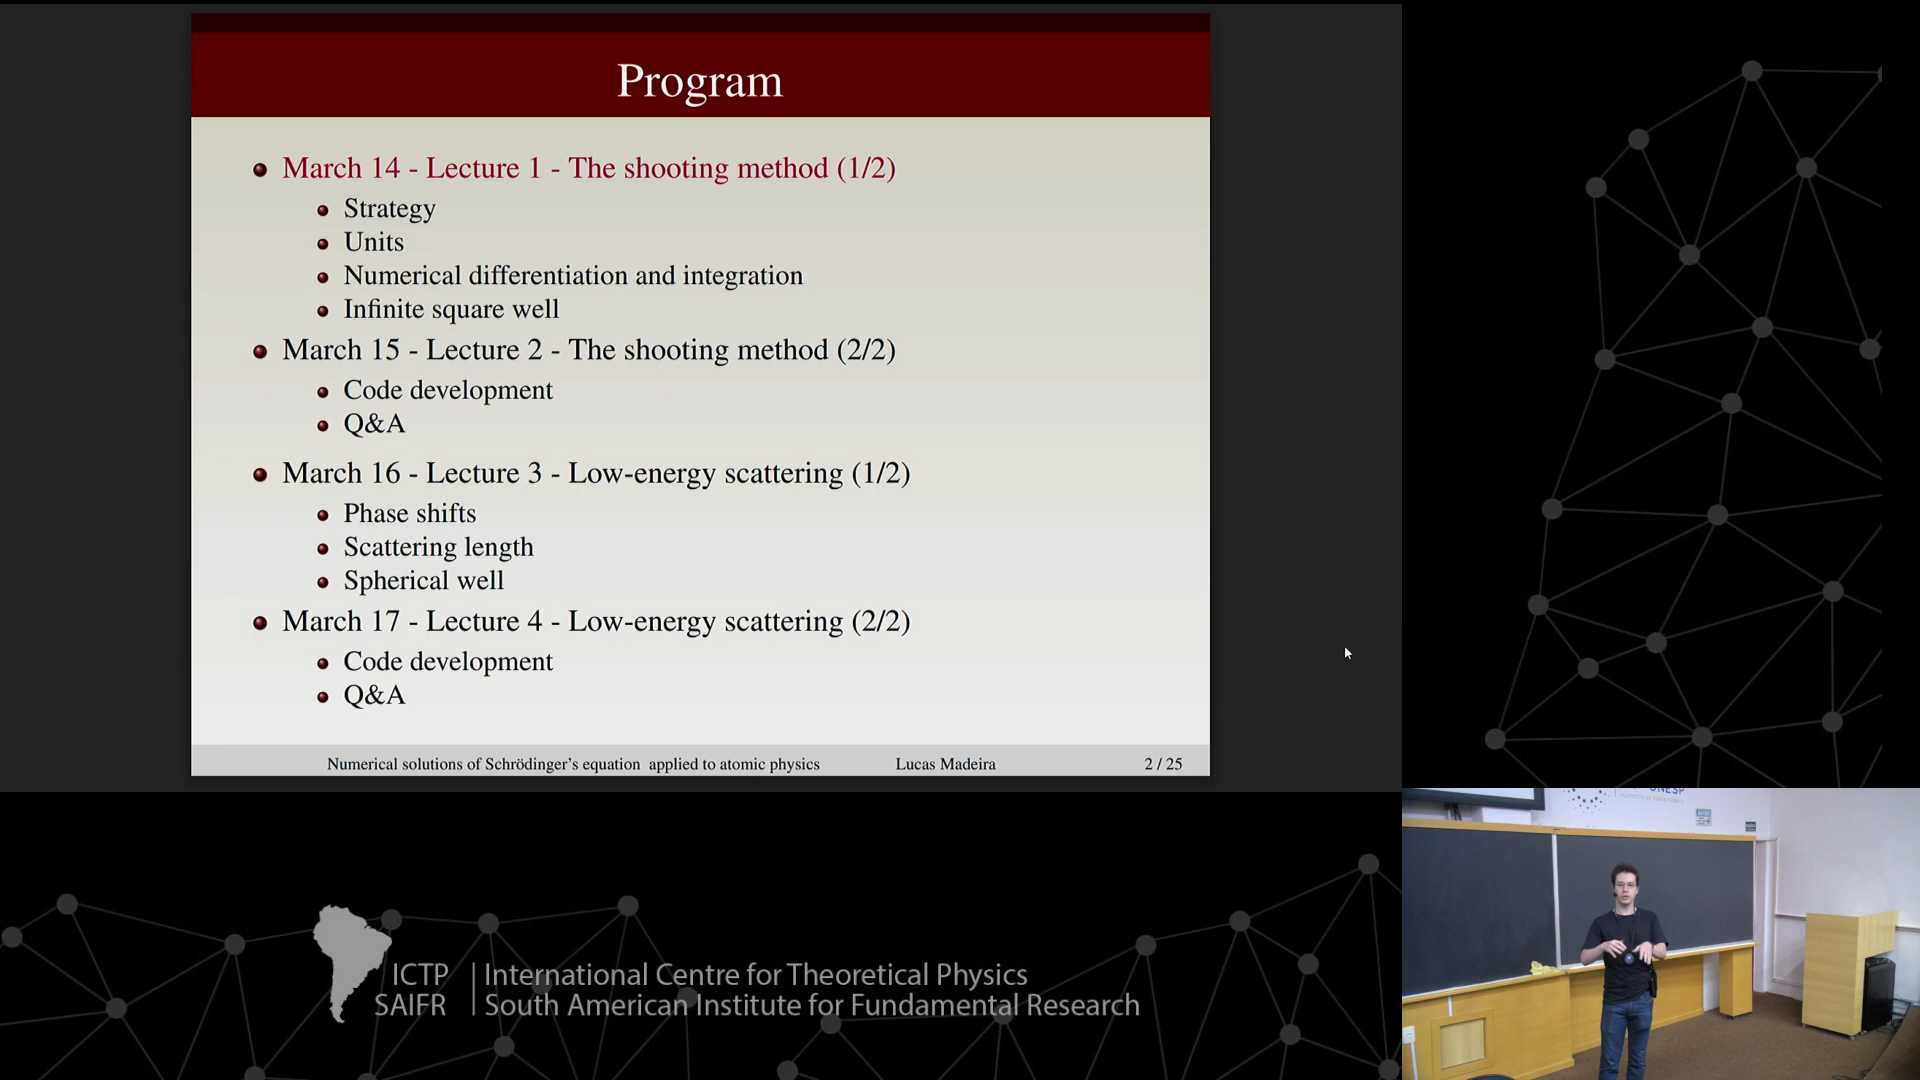 Program
March 14 - Lecture 1 - The shooting method (1/2)
Strategy
Units
Numerical differentiation and integration
Infinite square well
March 15 - Lecture 2 - The shooting method (2/2)
Code development
Q&A
March 16 - Lecture 3 - Low-energy scattering (1/2)
Phase shifts
Scattering length
Spherical well
March 17 - Lecture 4 - Low-energy scattering (2/2)
Code development
Q&A
Numerical solutions of Schrödinger's equation applied to atomic physics Lucas Madeira 2 / 25
UNESP
ICTP | International Centre for Theoretical Physics
SAIFR | South American Institute for Fundamental Research